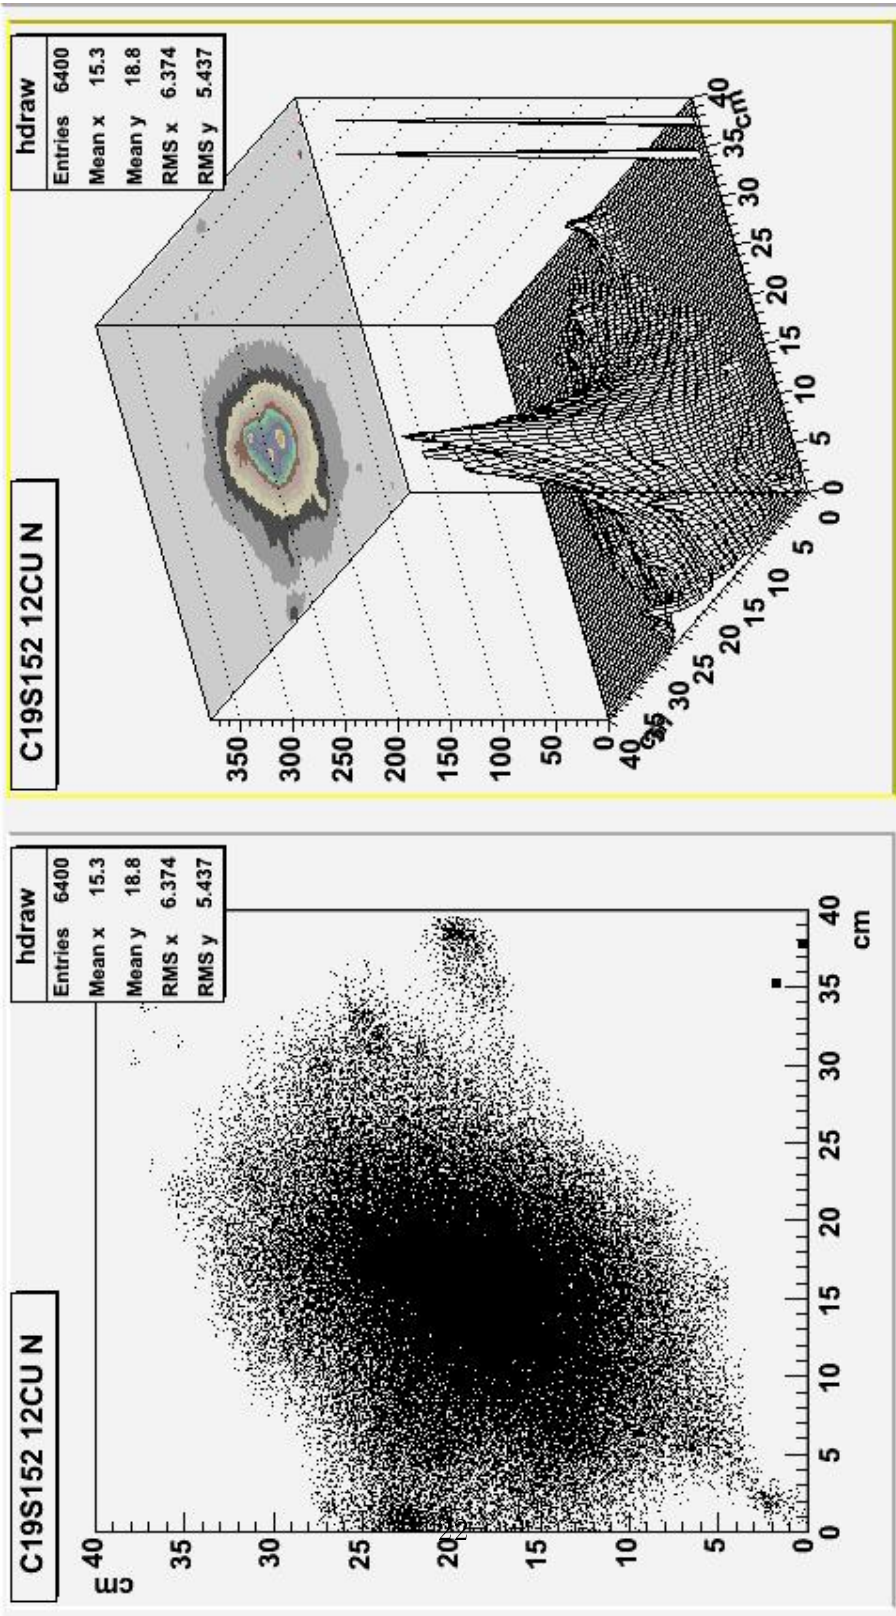 C19S152 12CU N
hdraw
Entries 6400
Mean x 15.3
Mean y 18.8
RMS x 6.374
RMS y 5.437
cm
40
35
30
25
20
15
10
5
0
0 5 10 15 20 25 30 35 40
cm
C19S152 12CU N
hdraw
Entries 6400
Mean x 15.3
Mean y 18.8
RMS x 6.374
RMS y 5.437
350
300
250
200
150
100
50
0
40 35 30 25 20 15 10 5 0
cm
0 5 10 15 20 25 30 35 40
cm
22